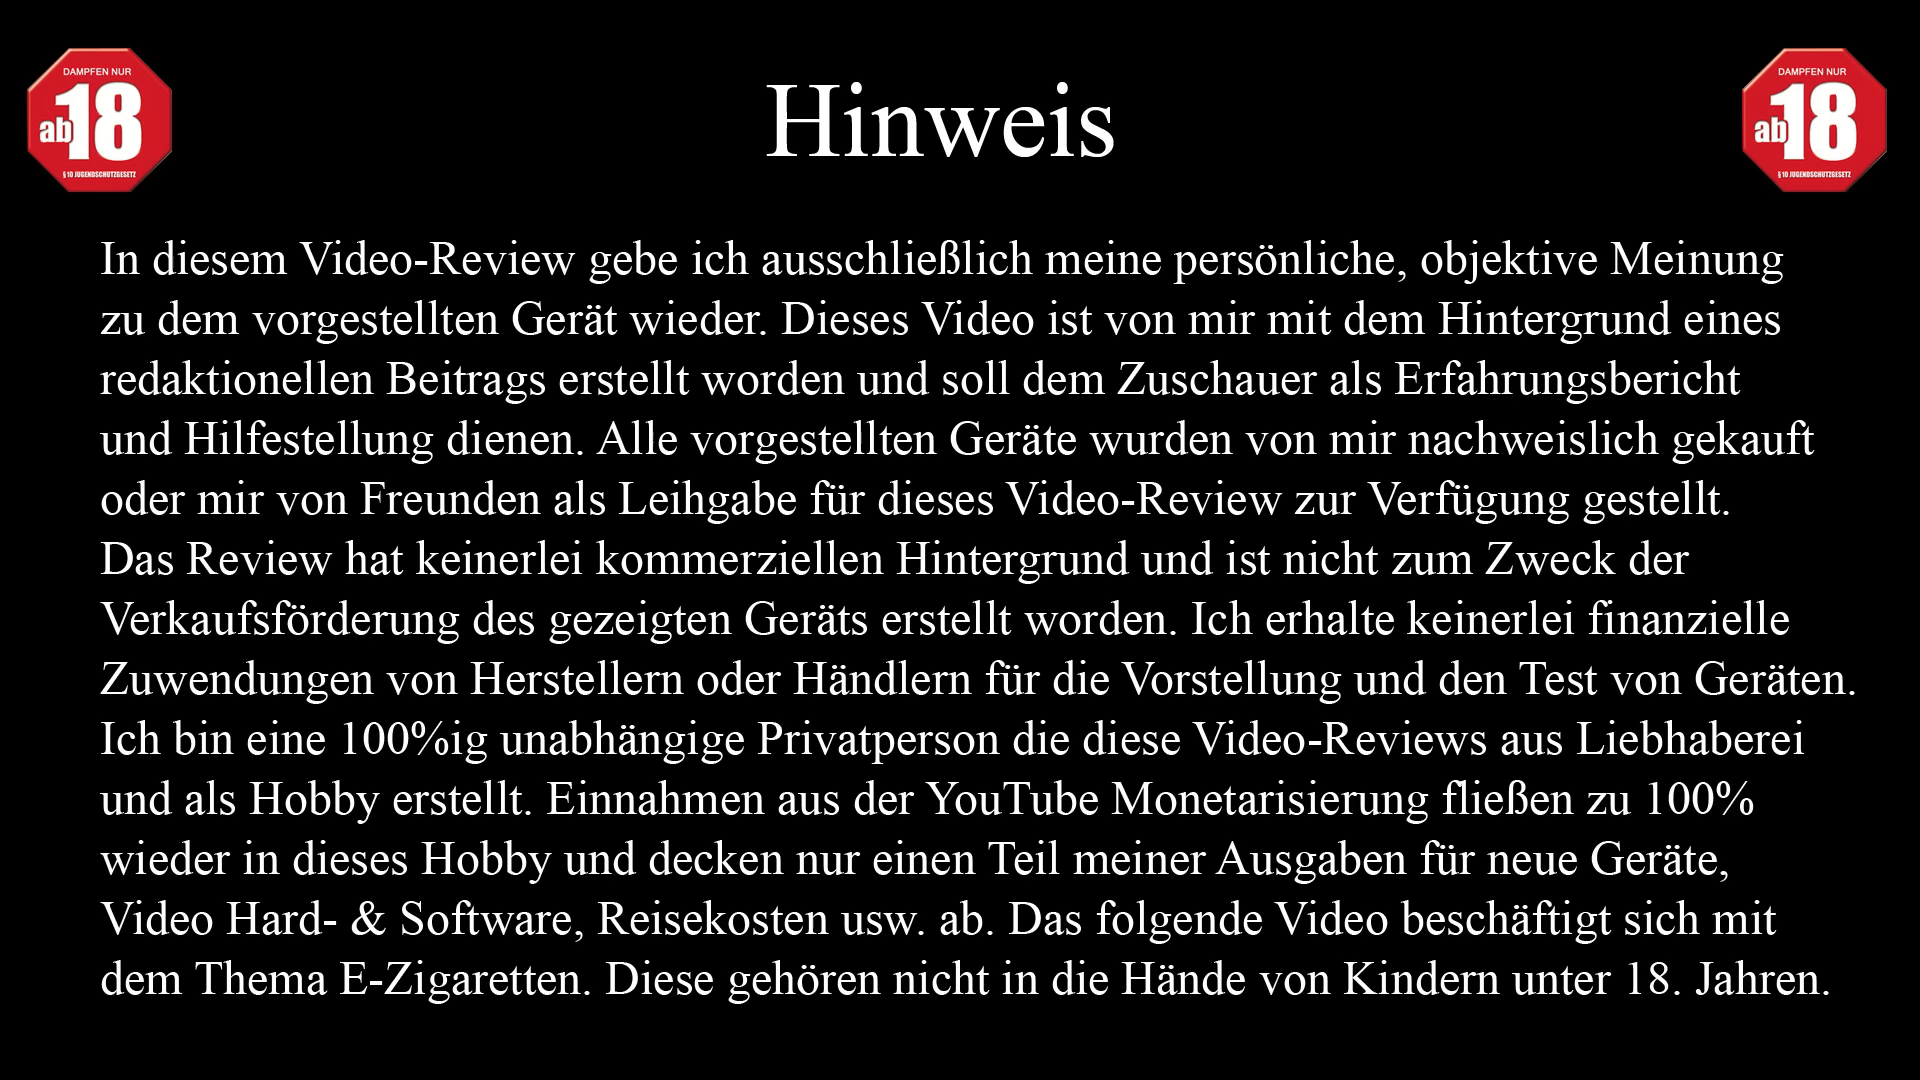 DAMPFEN NUR
ab 18
§ 10 JUGENDSCHUTZGESETZ
Hinweis
DAMPFEN NUR
ab 18
§ 10 JUGENDSCHUTZGESETZ
In diesem Video-Review gebe ich ausschließlich meine persönliche, objektive Meinung
zu dem vorgestellten Gerät wieder. Dieses Video ist von mir mit dem Hintergrund eines
redaktionellen Beitrags erstellt worden und soll dem Zuschauer als Erfahrungsbericht
und Hilfestellung dienen. Alle vorgestellten Geräte wurden von mir nachweislich gekauft
oder mir von Freunden als Leihgabe für dieses Video-Review zur Verfügung gestellt.
Das Review hat keinerlei kommerziellen Hintergrund und ist nicht zum Zweck der
Verkaufsförderung des gezeigten Geräts erstellt worden. Ich erhalte keinerlei finanzielle
Zuwendungen von Herstellern oder Händlern für die Vorstellung und den Test von Geräten.
Ich bin eine 100%ig unabhängige Privatperson die diese Video-Reviews aus Liebhaberei
und als Hobby erstellt. Einnahmen aus der YouTube Monetarisierung fließen zu 100%
wieder in dieses Hobby und decken nur einen Teil meiner Ausgaben für neue Geräte,
Video Hard- & Software, Reisekosten usw. ab. Das folgende Video beschäftigt sich mit
dem Thema E-Zigaretten. Diese gehören nicht in die Hände von Kindern unter 18. Jahren.